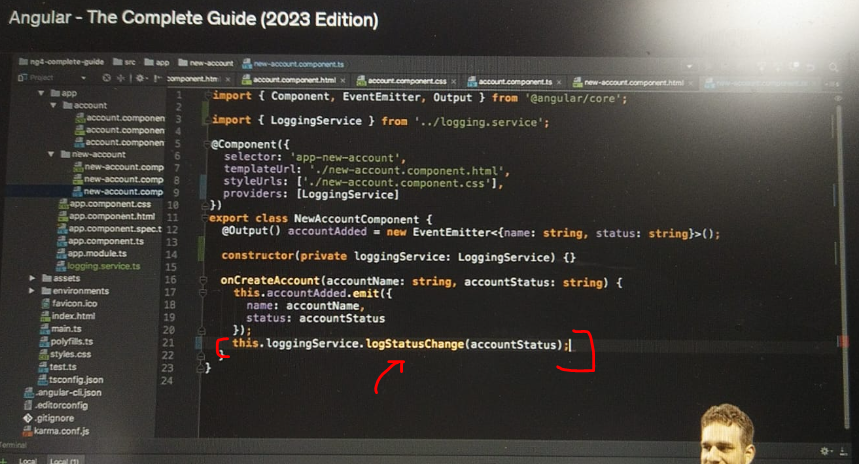 Angular - The Complete Guide (2023 Edition)
ng4-complete-guide src app new-account new-account.component.ts
Project component.html account.component.html account.component.css account.component.ts new-account.component.html
app
account
account.component
account.component
account.component
new-account
new-account.comp
new-account.comp
new-account.comp
app.component.css
app.component.html
app.component.spec.t
app.component.ts
app.module.ts
logging.service.ts
assets
environments
favicon.ico
index.html
main.ts
polyfills.ts
styles.css
test.ts
tsconfig.json
.angular-cli.json
.editorconfig
.gitignore
karma.conf.js
1 import { Component, EventEmitter, Output } from '@angular/core';
2
3 import { LoggingService } from '../logging.service';
4
5 @Component({
6 selector: 'app-new-account',
7 templateUrl: './new-account.component.html',
8 styleUrls: ['./new-account.component.css'],
9 providers: [LoggingService]
10 })
11 export class NewAccountComponent {
12 @Output() accountAdded = new EventEmitter<{name: string, status: string}>();
13
14 constructor(private loggingService: LoggingService) {}
15
16 onCreateAccount(accountName: string, accountStatus: string) {
17 this.accountAdded.emit({
18 name: accountName,
19 status: accountStatus
20 });
21 this.loggingService.logStatusChange(accountStatus);
22 }
23 }
24
Terminal
Local Local (1)